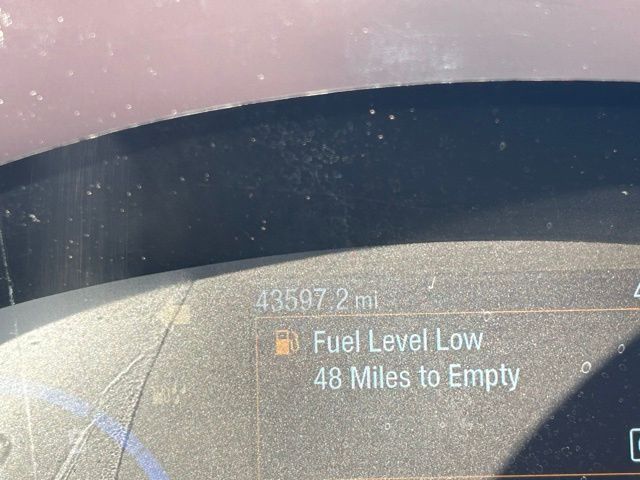 43597.2 mi
Fuel Level Low
48 Miles to Empty